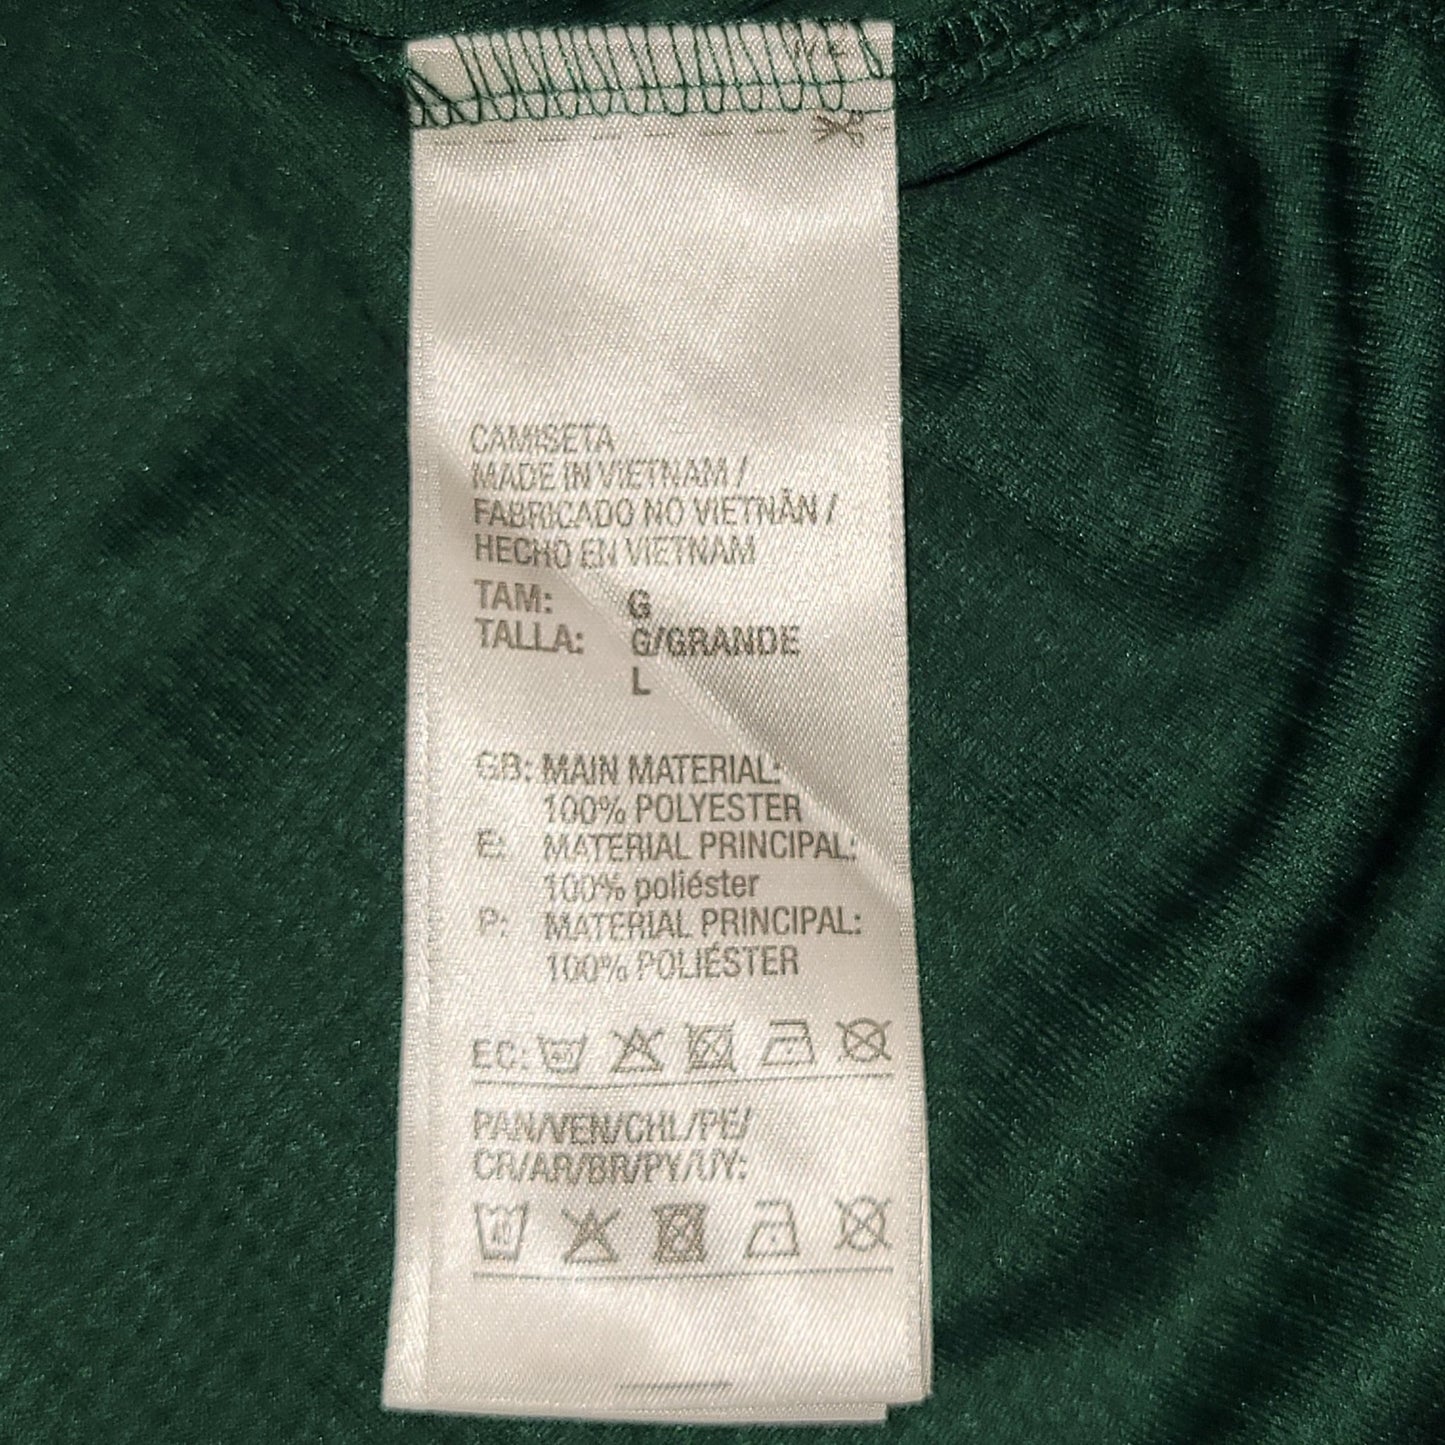 CAMISETA
MADE IN VIETNAM /
FABRICADO NO VIETNÃN /
HECHO EN VIETNAM
TAM: G
TALLA: G/GRANDE
L
GB: MAIN MATERIAL:
100% POLYESTER
E: MATERIAL PRINCIPAL:
100% poliéster
P: MATERIAL PRINCIPAL:
100% POLIÉSTER
EC:
PAN/VEN/CHL/PE/
CR/AR/BR/PY/UY: